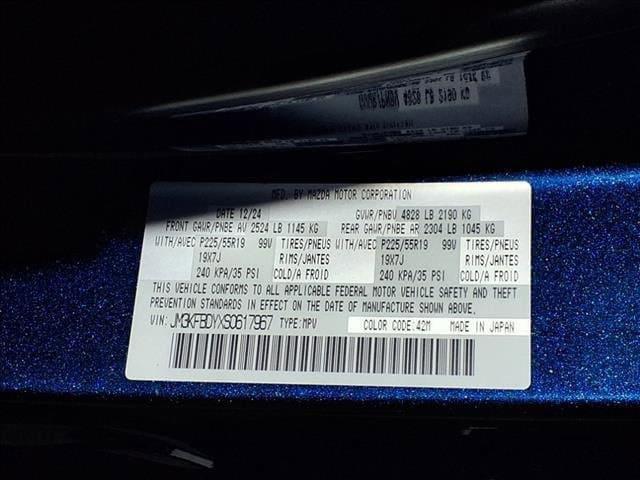 MFD. BY MAZDA MOTOR CORPORATION
DATE 12/24 GVWR/PNBV 4828 LB 2190 KG
FRONT GAWR/PNBE AV 2524 LB 1145 KG REAR GAWR/PNBE AR 2304 LB 1045 KG
WITH/AVEC P225/55R19 99V TIRES/PNEUS WITH/AVEC P225/55R19 99V TIRES/PNEUS
19X7J RIMS/JANTES 19X7J RIMS/JANTES
240 KPA/35 PSI COLD/A FROID 240 KPA/35 PSI COLD/A FROID
THIS VEHICLE CONFORMS TO ALL APPLICABLE FEDERAL MOTOR VEHICLE SAFETY AND THEFT
PREVENTION STANDARDS IN EFFECT ON THE DATE OF MANUFACTURE SHOWN ABOVE.
VIN: JM3KFBDYXS0617967 TYPE:MPV COLOR CODE:42M MADE IN JAPAN